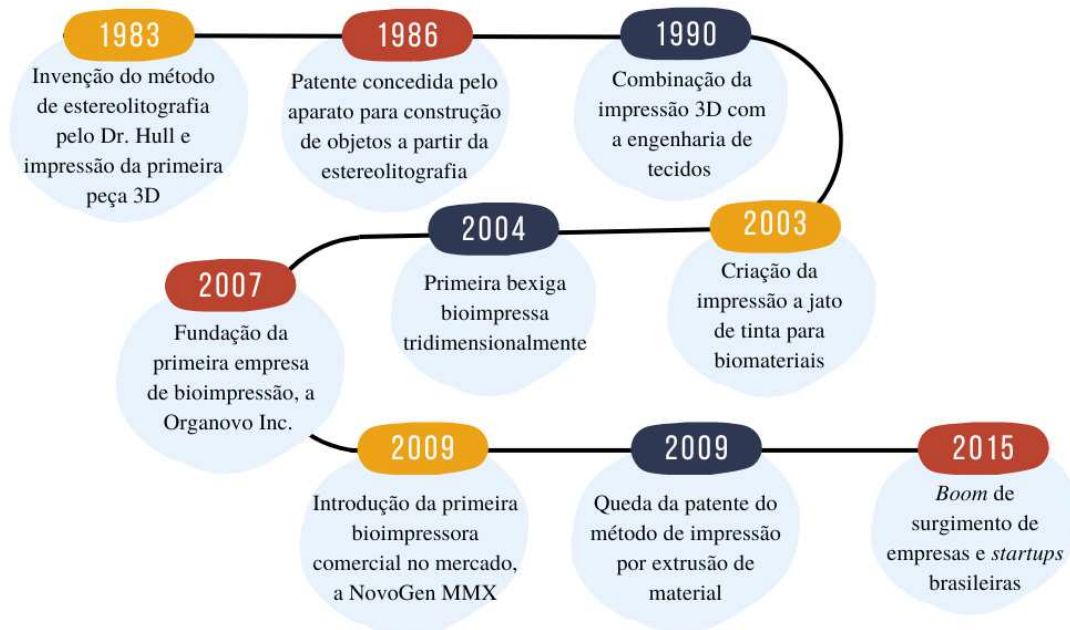 1983
Invenção do método
de estereolitografia
pelo Dr. Hull e
impressão da primeira
peça 3D
1986
Patente concedida pelo
aparato para construção
de objetos a partir da
estereolitografia
1990
Combinação da
impressão 3D com
a engenharia de
tecidos
2003
Criação da
impressão a jato
de tinta para
biomateriais
2004
Primeira bexiga
bioimpressa
tridimensionalmente
2007
Fundação da
primeira empresa
de bioimpressão, a
Organovo Inc.
2009
Introdução da primeira
bioimpressora
comercial no mercado,
a NovoGen MMX
2009
Queda da patente do
método de impressão
por extrusão de
material
2015
Boom de
surgimento de
empresas e startups
brasileiras